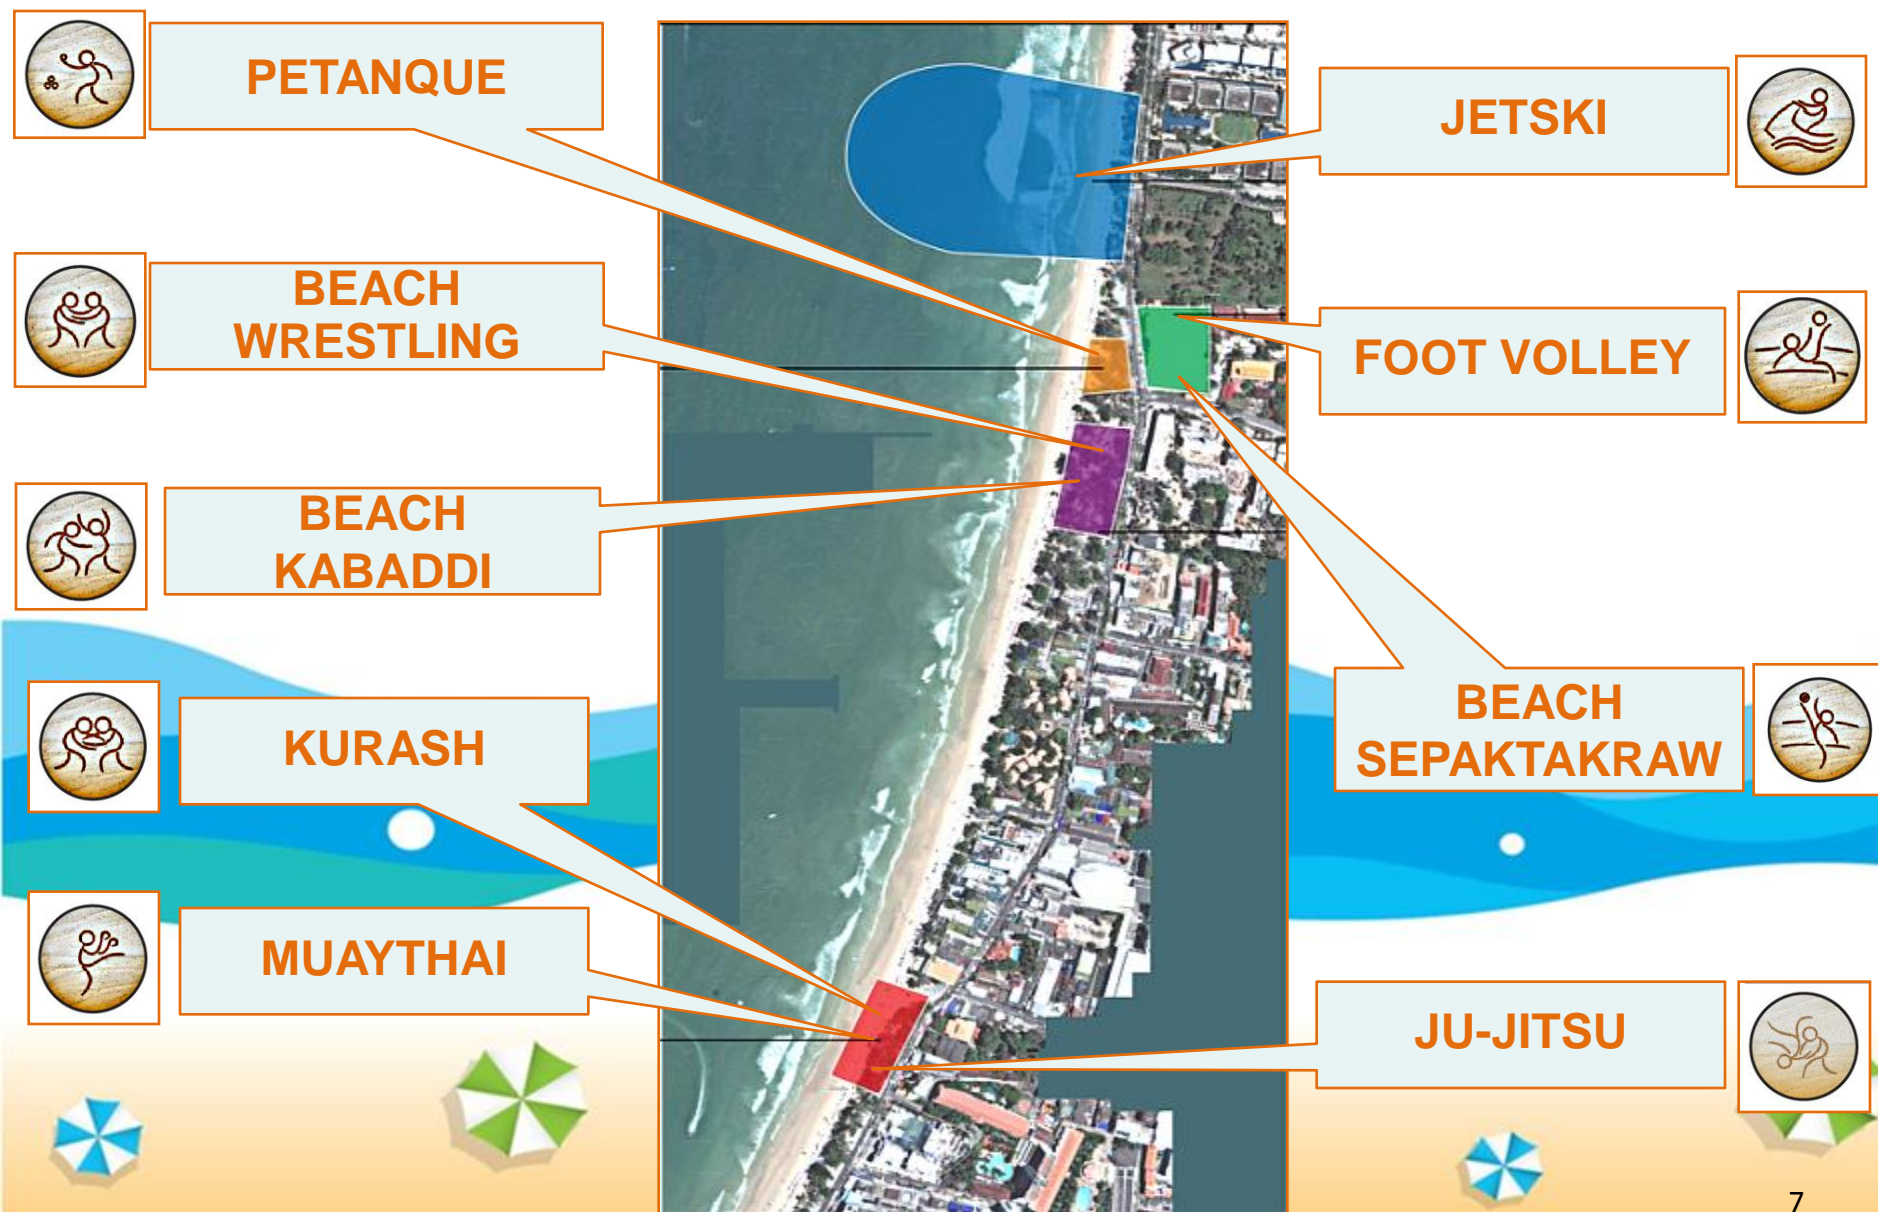 PETANQUE
JETSKI
BEACH
WRESTLING
FOOT VOLLEY
BEACH
KABADDI
KURASH
BEACH
SEPAKTAKRAW
MUAYTHAI
JU-JITSU
7